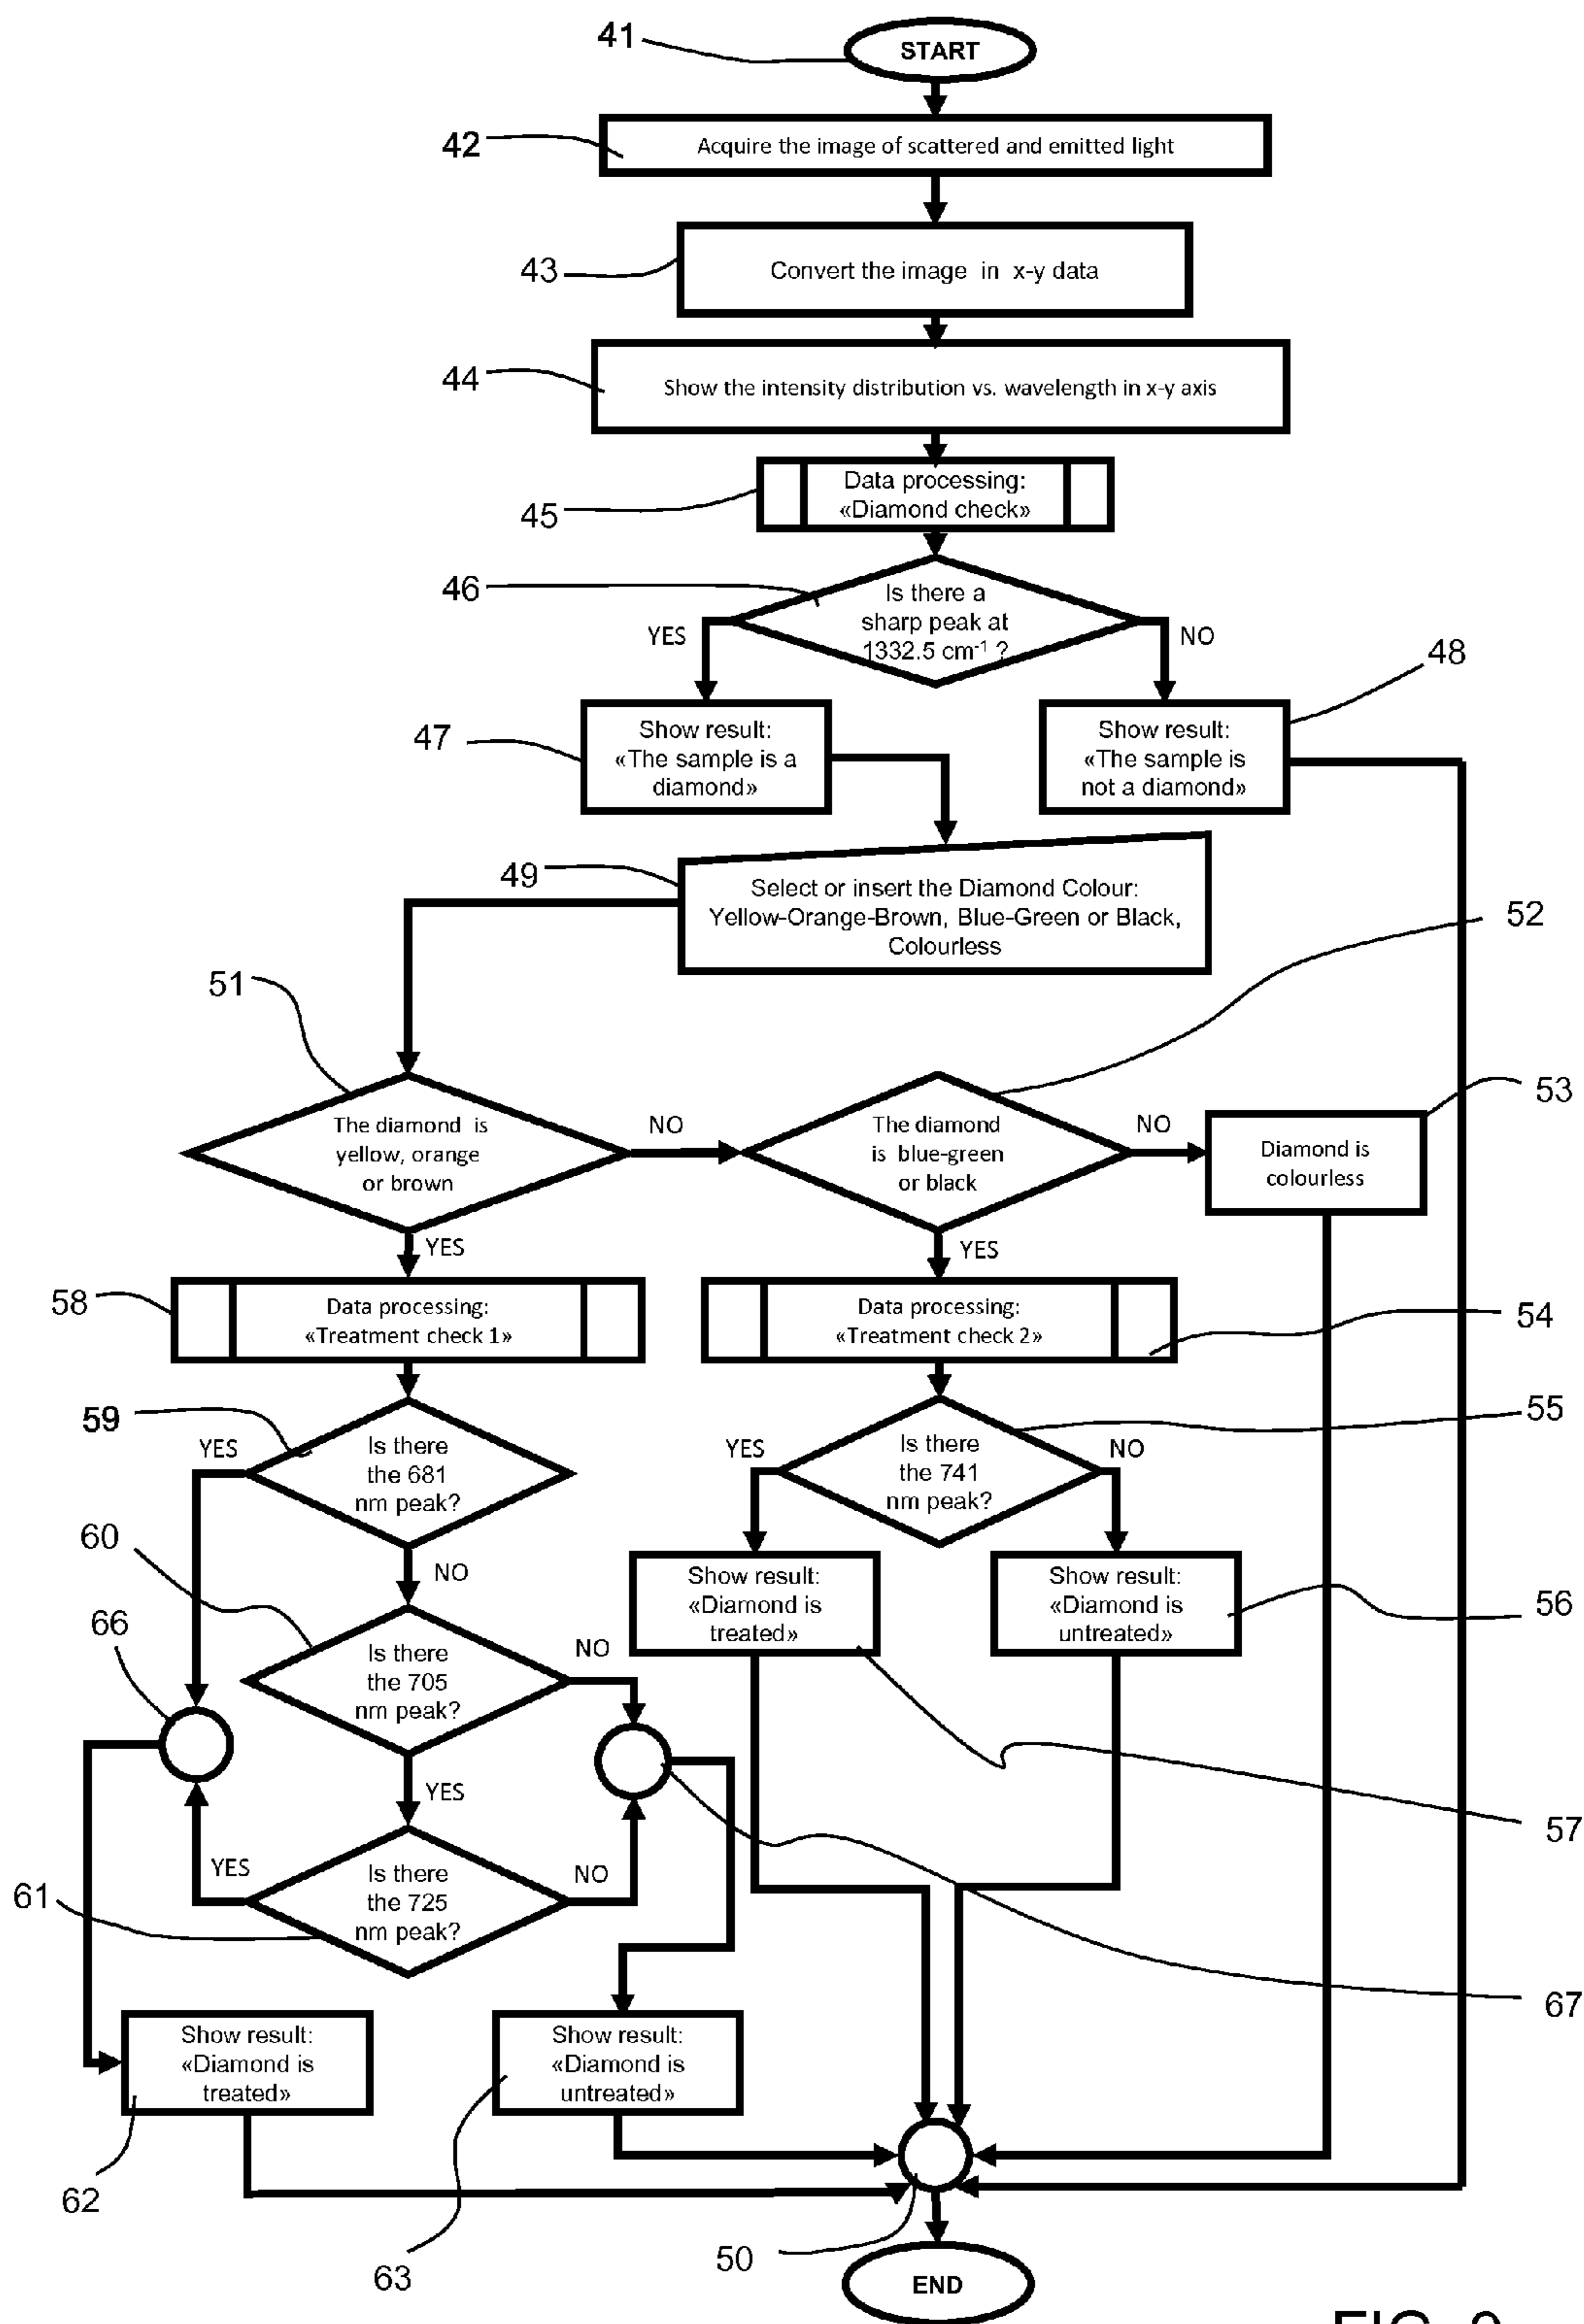 41
START
42
Acquire the image of scattered and emitted light
43
Convert the image in x-y data
44
Show the intensity distribution vs. wavelength in x-y axis
45
Data processing:
«Diamond check»
46
Is there a
sharp peak at
1332.5 cm-1 ?
YES
NO
47
Show result:
«The sample is a
diamond»
48
Show result:
«The sample is
not a diamond»
49
Select or insert the Diamond Colour:
Yellow-Orange-Brown, Blue-Green or Black,
Colourless
52
51
The diamond is
yellow, orange
or brown
NO
The diamond
is blue-green
or black
NO
53
Diamond is
colourless
YES
YES
58
Data processing:
«Treatment check 1»
Data processing:
«Treatment check 2»
54
59
YES
Is there
the 681
nm peak?
NO
55
YES
Is there
the 741
nm peak?
NO
60
Show result:
«Diamond is
treated»
Show result:
«Diamond is
untreated»
56
66
Is there
the 705
nm peak?
NO
YES
57
61
YES
Is there
the 725
nm peak?
NO
67
Show result:
«Diamond is
treated»
Show result:
«Diamond is
untreated»
62
63
50
END